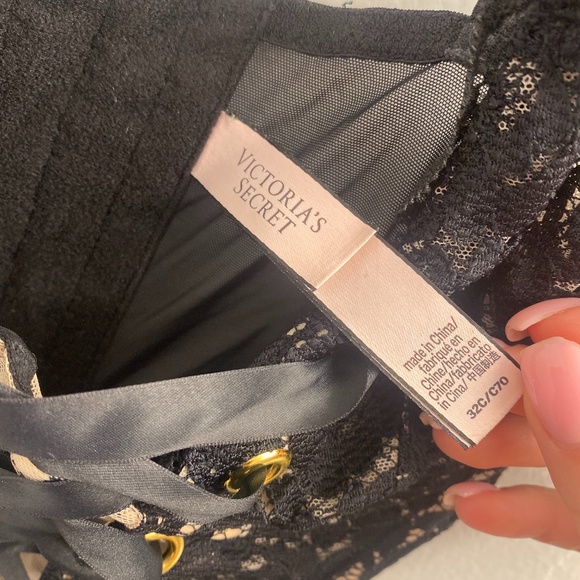 VICTORIA'S
SECRET
made in China/
fabriqué en
Chine/hecho en
China/fabricato
in Cina/ 中国制造
32C/C70